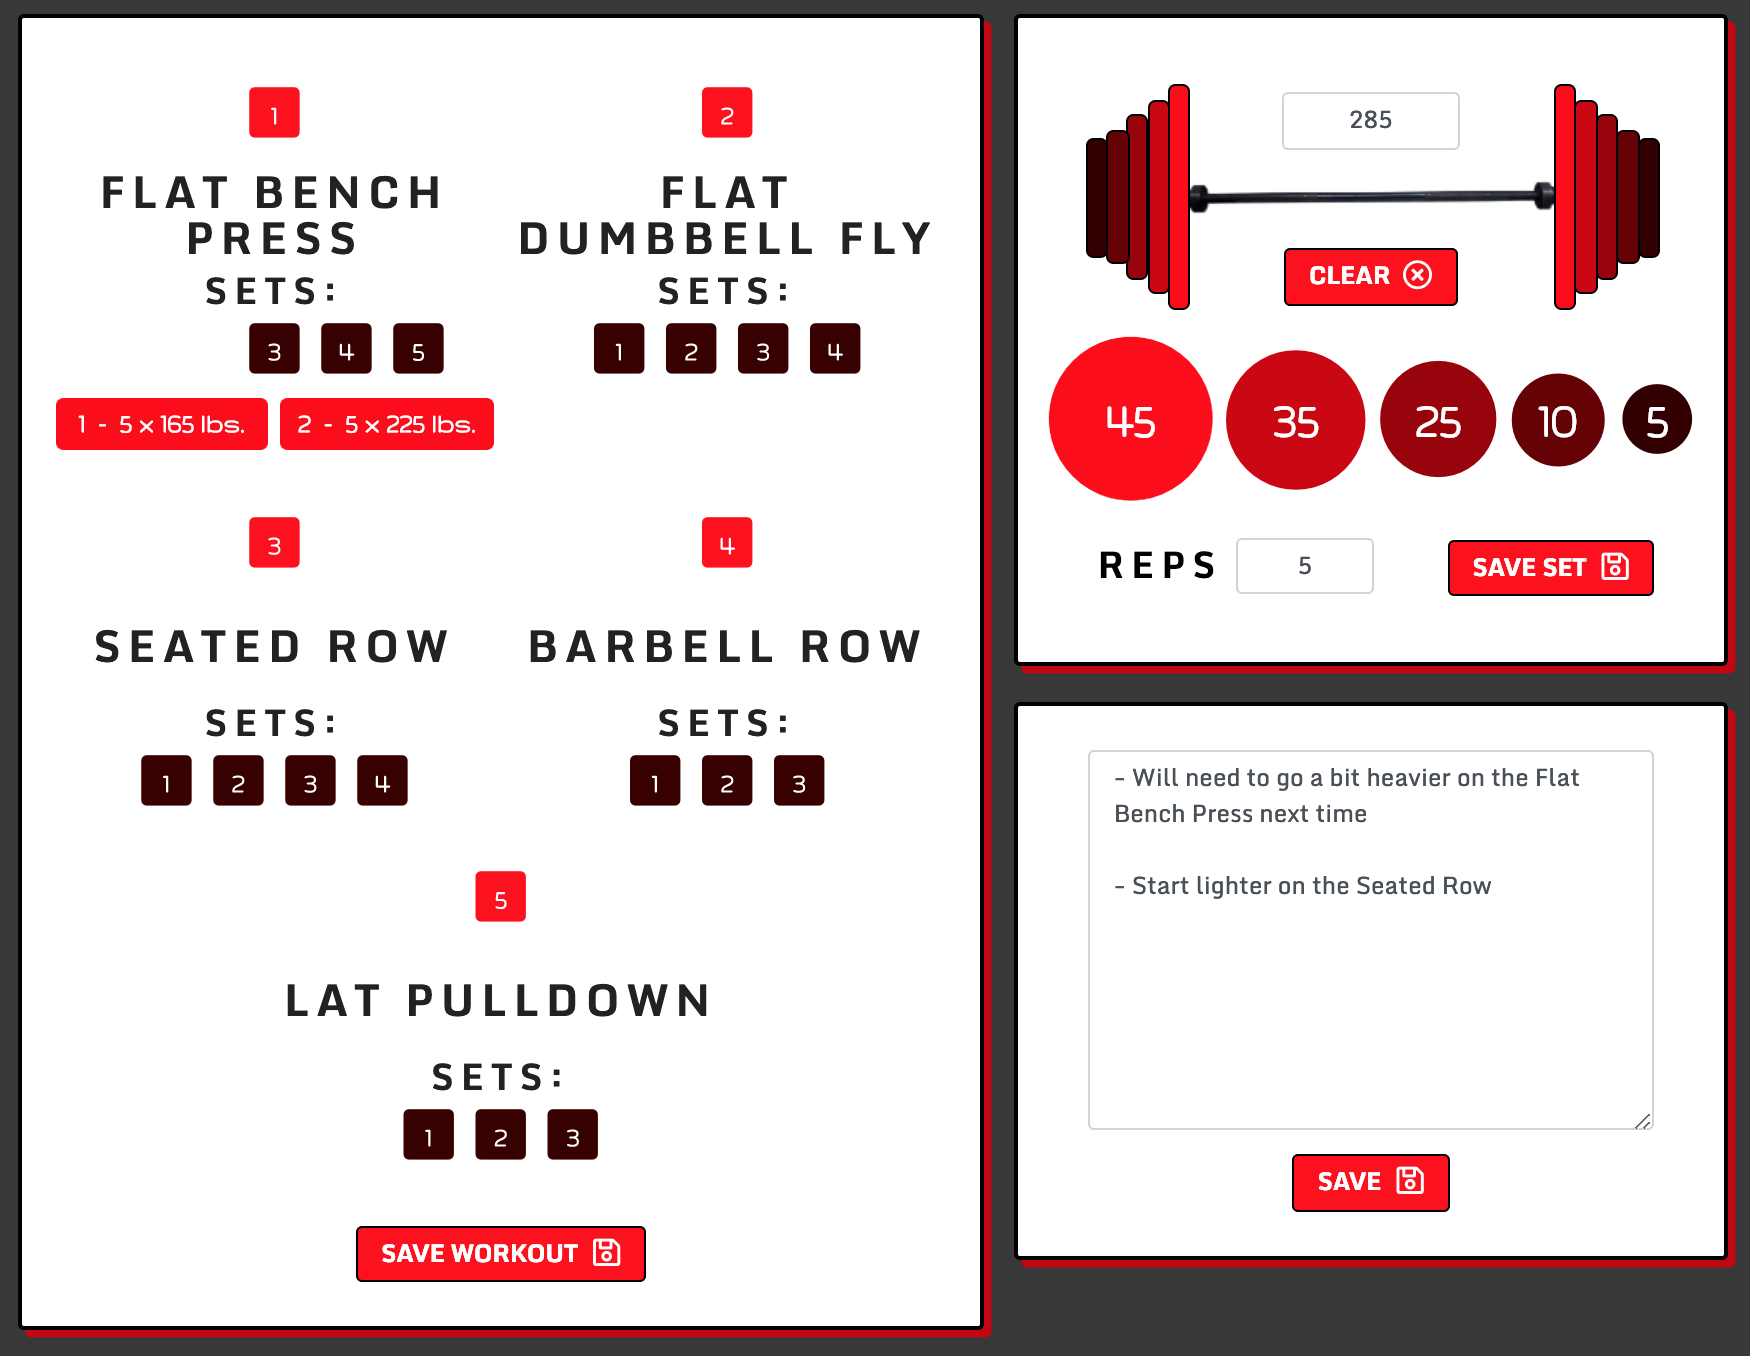 1
FLAT BENCH
PRESS
SETS:
3 4 5
1 - 5 x 165 lbs. 2 - 5 x 225 lbs.
2
FLAT
DUMBBELL FLY
SETS:
1 2 3 4
3
SEATED ROW
SETS:
1 2 3 4
4
BARBELL ROW
SETS:
1 2 3
5
LAT PULLDOWN
SETS:
1 2 3
SAVE WORKOUT
285
CLEAR
45 35 25 10 5
REPS 5 SAVE SET
- Will need to go a bit heavier on the Flat
Bench Press next time
- Start lighter on the Seated Row
SAVE